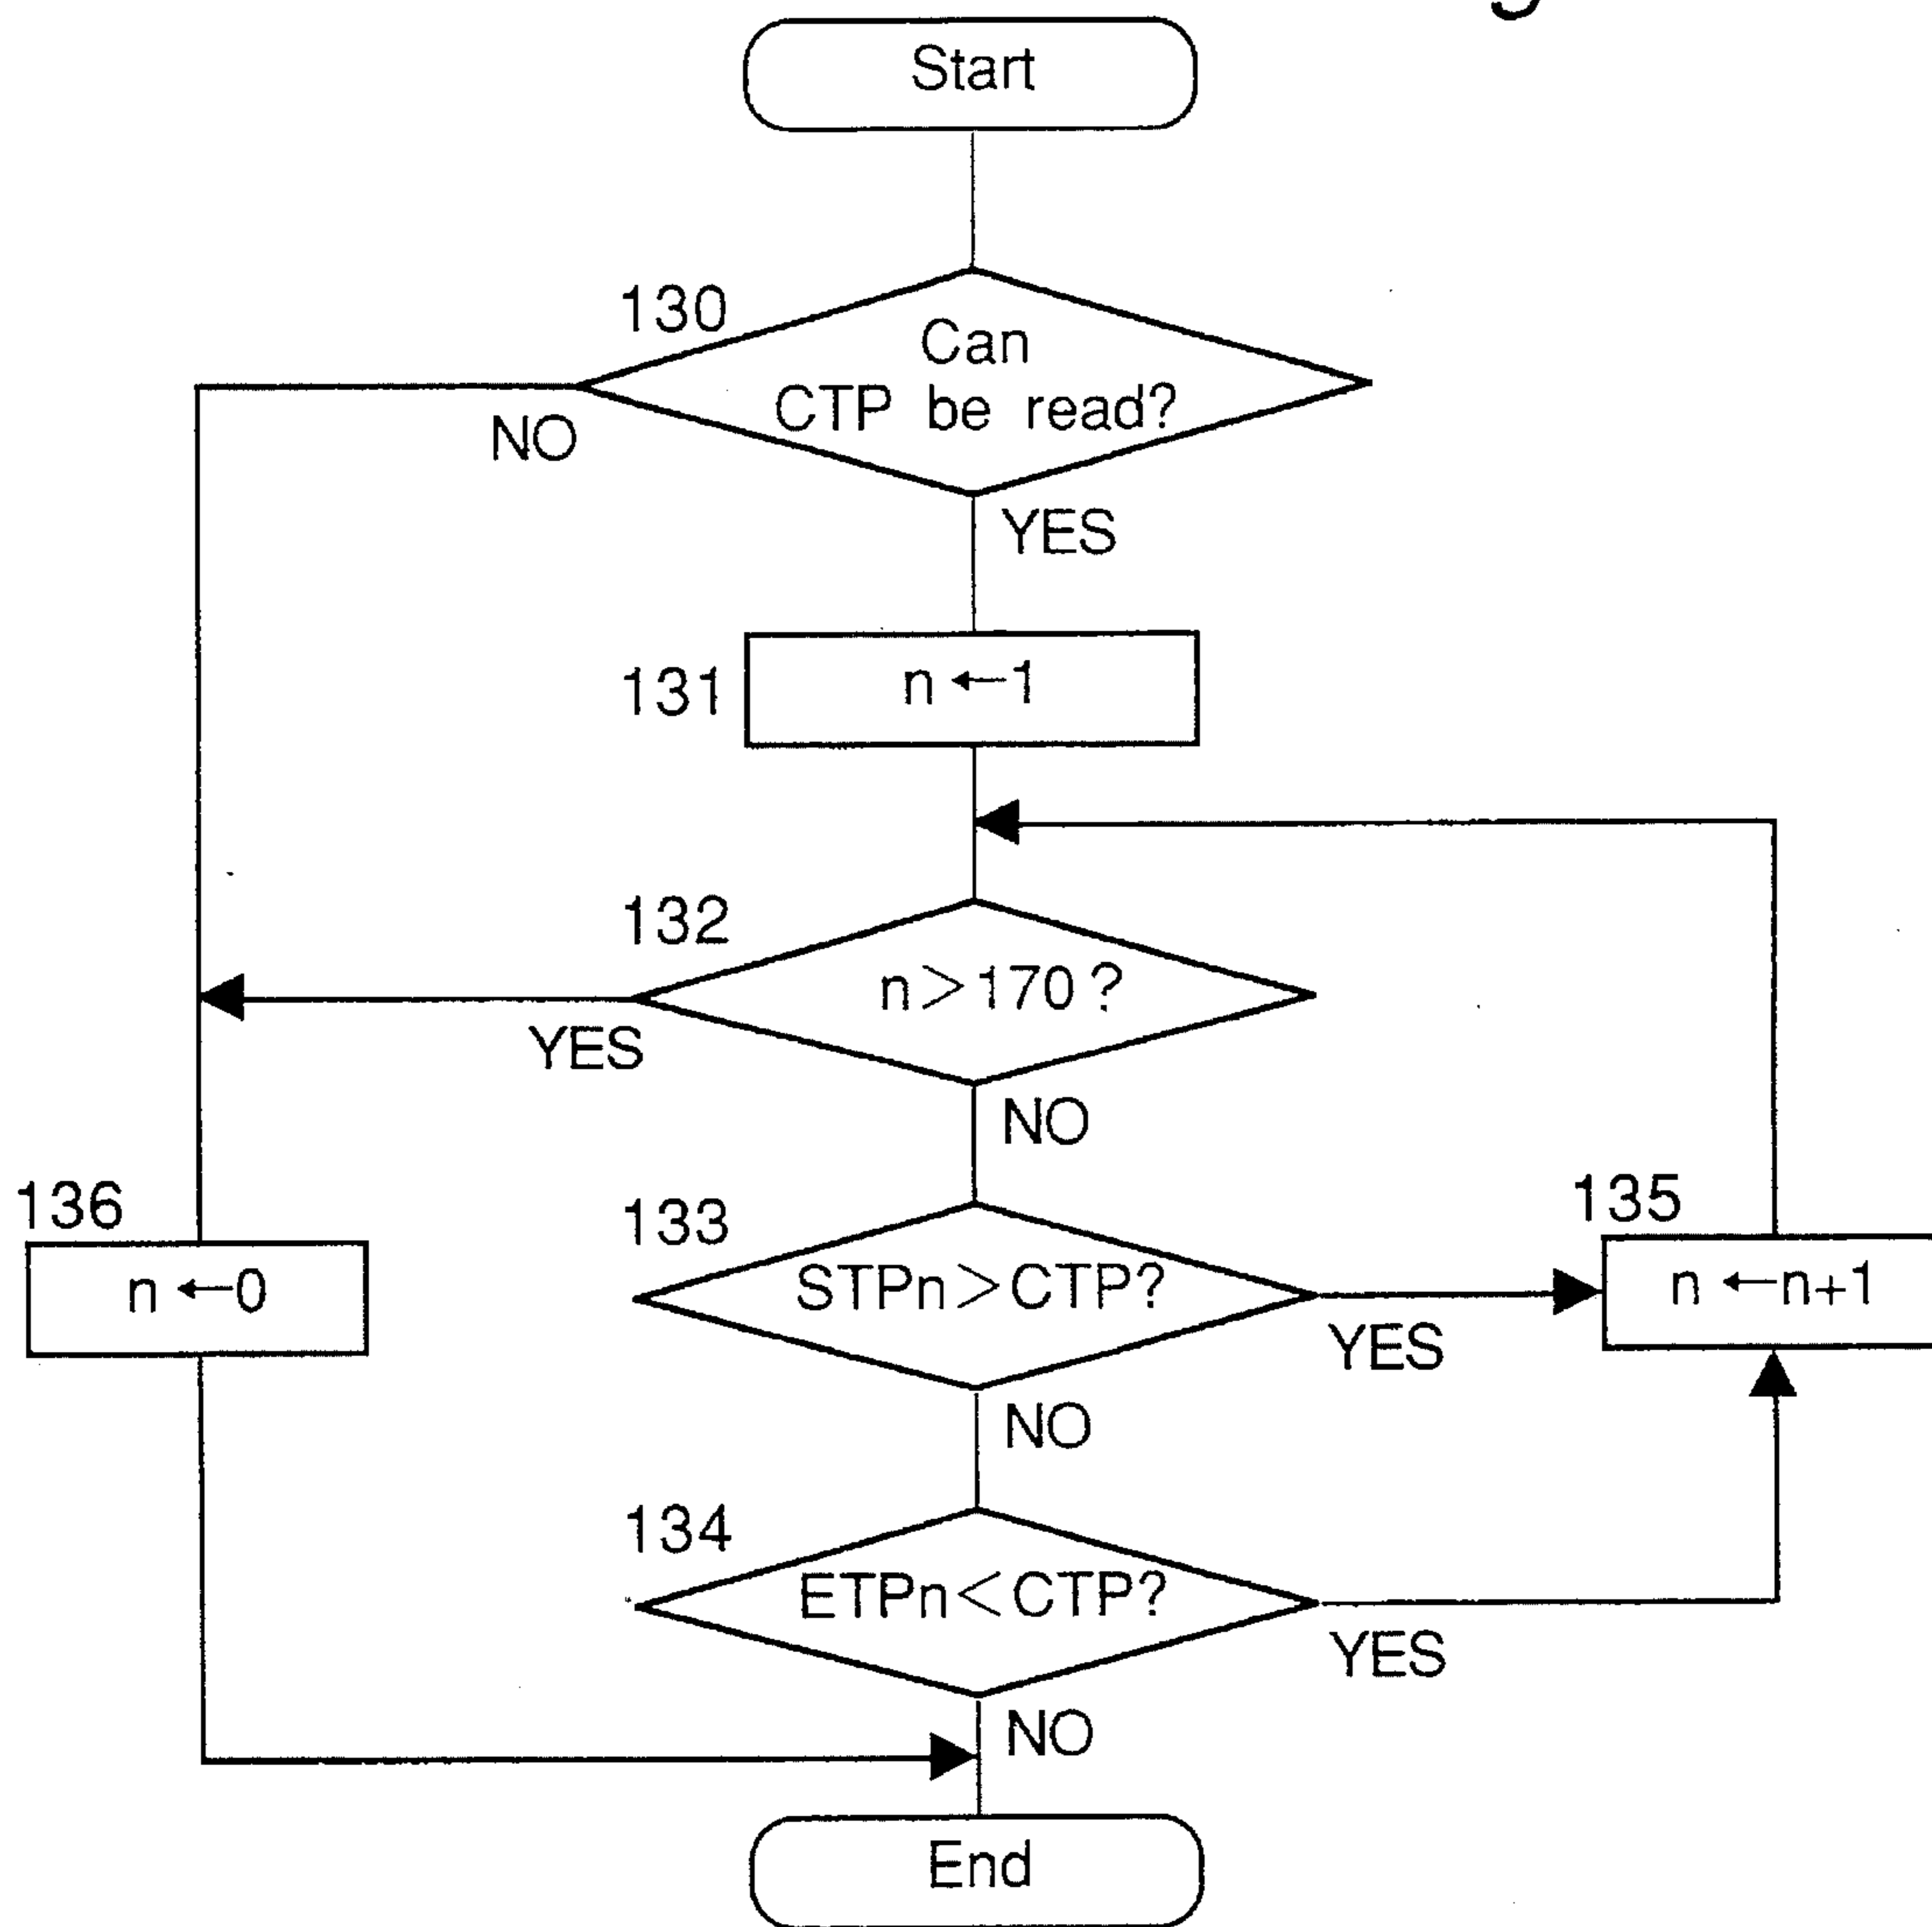 Start
130
Can
CTP be read?
NO
YES
131
n ←1
132
n>170?
YES
NO
136
n ←0
133
STPn>CTP?
YES
135
n ←n+1
NO
134
ETPn<CTP?
YES
NO
End